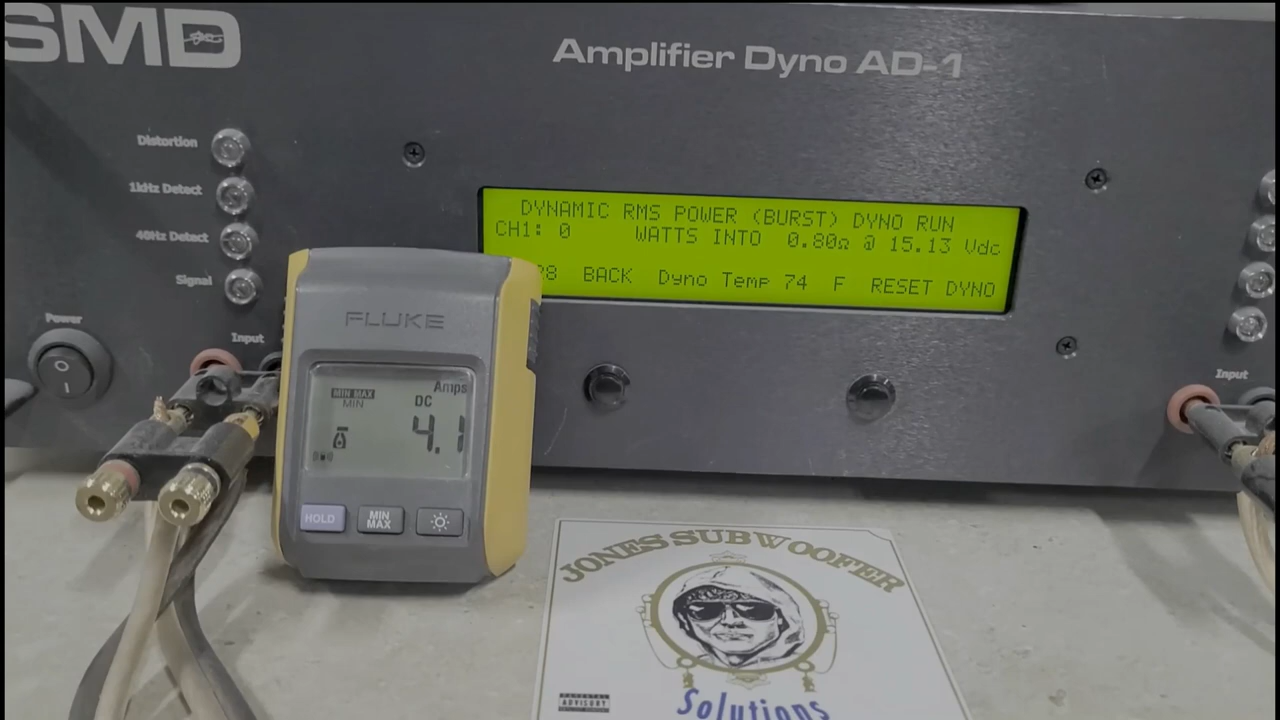 SMD
Amplifier Dyno AD-1
Distortion
1kHz Detect
40Hz Detect
Signal
Power
Input
DYNAMIC RMS POWER (BURST) DYNO RUN
CH1: 0 WATTS INTO 0.80Ω @ 15.13 Vdc
BACK Dyno Temp 74 F RESET DYNO
Input
FLUKE
MIN MAX
MIN
Amps
DC
4.1
HOLD
MIN
MAX
JONES SUBWOOFER
Solutions
PARENTAL
ADVISORY